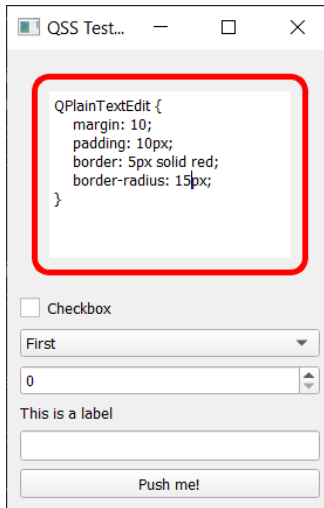 QSS Test...
QPlainTextEdit {
    margin: 10;
    padding: 10px;
    border: 5px solid red;
    border-radius: 15px;
}
Checkbox
First
0
This is a label
Push me!